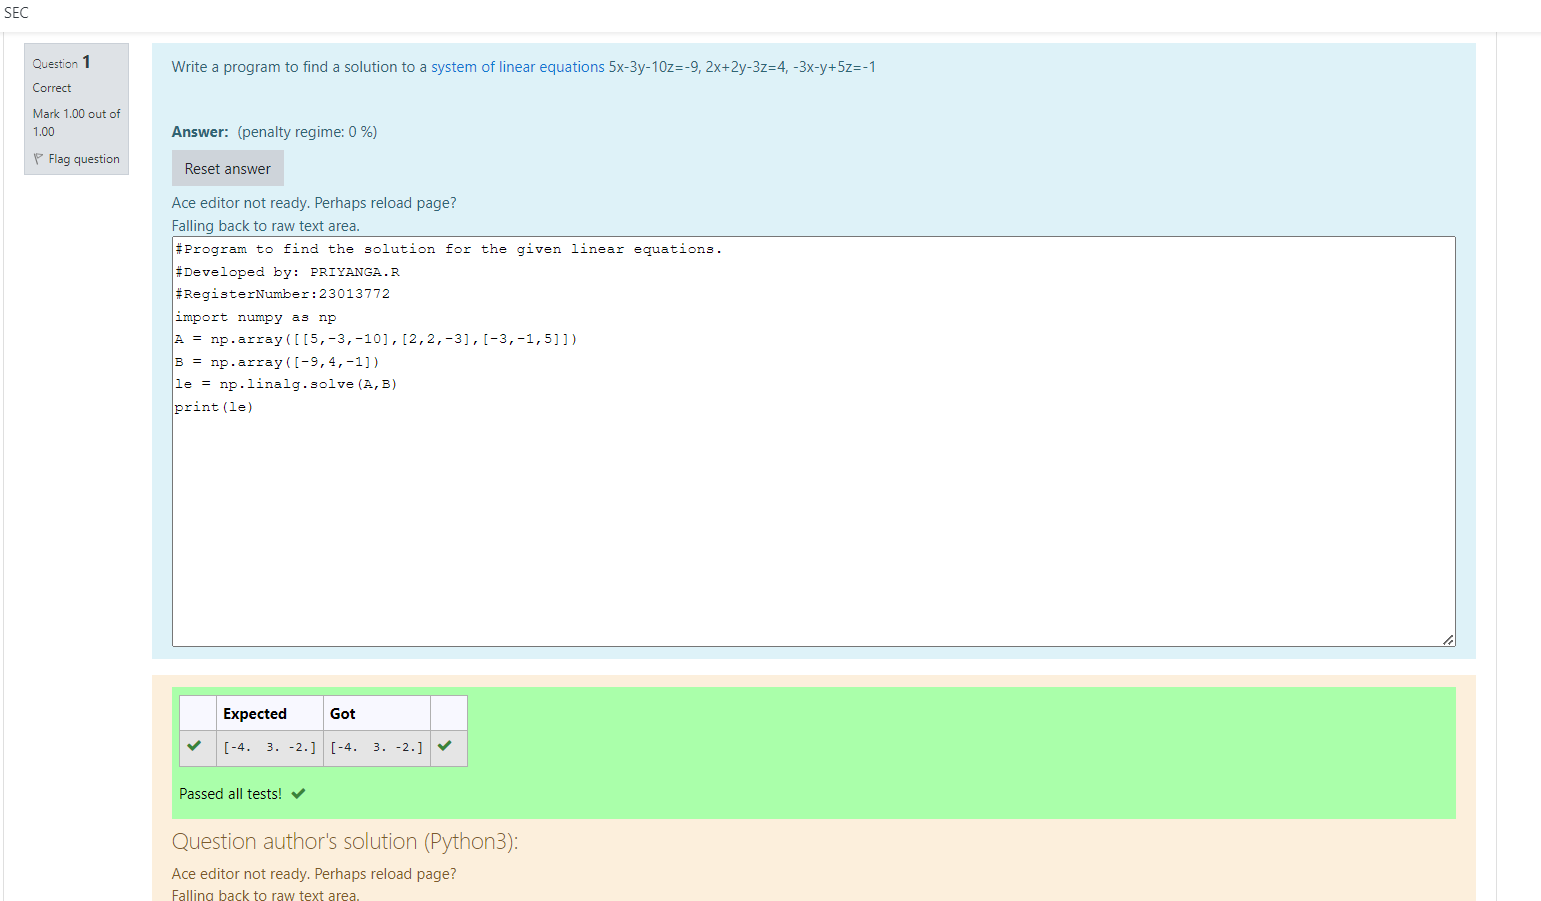 SEC
Question 1
Correct
Mark 1.00 out of
1.00
Flag question
Write a program to find a solution to a system of linear equations 5x-3y-10z=-9, 2x+2y-3z=4, -3x-y+5z=-1
Answer: (penalty regime: 0 %)
Reset answer
Ace editor not ready. Perhaps reload page?
Falling back to raw text area.
#Program to find the solution for the given linear equations.
#Developed by: PRIYANGA.R
#RegisterNumber:23013772
import numpy as np
A = np.array([[5,-3,-10],[2,2,-3],[-3,-1,5]])
B = np.array([-9,4,-1])
le = np.linalg.solve(A,B)
print(le)
Expected Got
[-4.  3. -2.] [-4.  3. -2.]
Passed all tests!
Question author's solution (Python3):
Ace editor not ready. Perhaps reload page?
Falling back to raw text area.